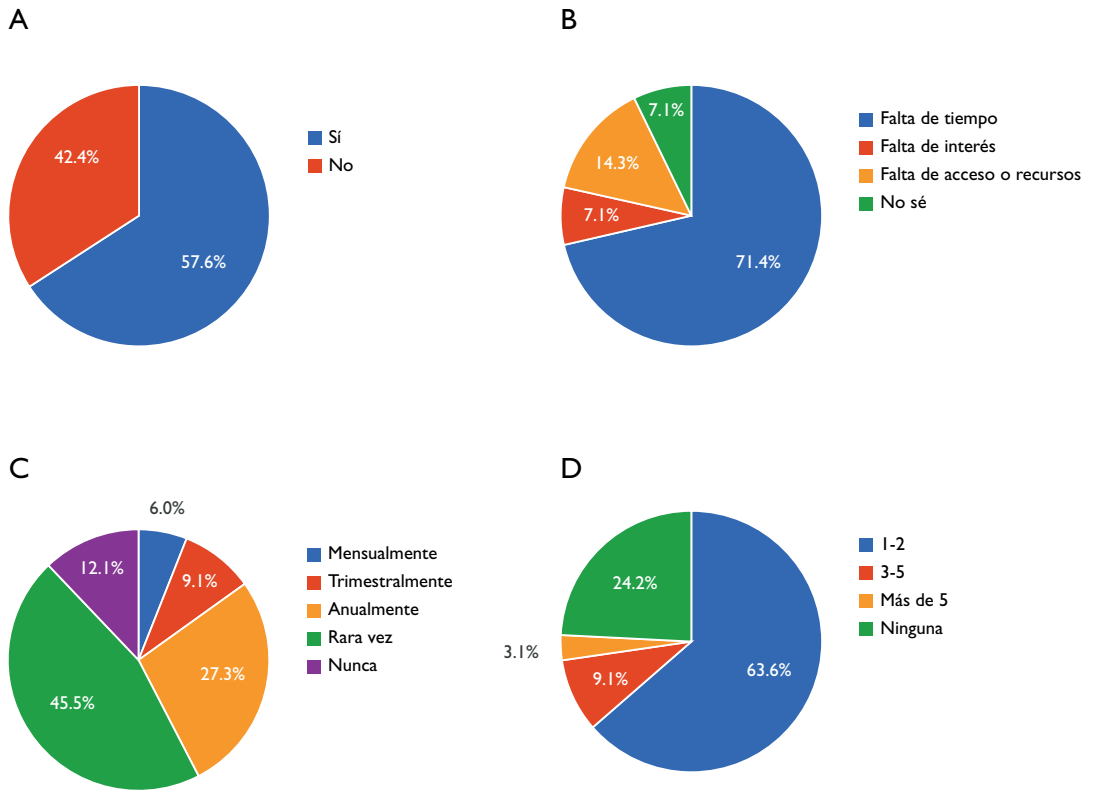 A
42.4%
57.6%
Sí
No
B
7.1%
14.3%
7.1%
71.4%
Falta de tiempo
Falta de interés
Falta de acceso o recursos
No sé
C
6.0%
12.1%
9.1%
27.3%
45.5%
Mensualmente
Trimestralmente
Anualmente
Rara vez
Nunca
D
24.2%
3.1%
9.1%
63.6%
1-2
3-5
Más de 5
Ninguna